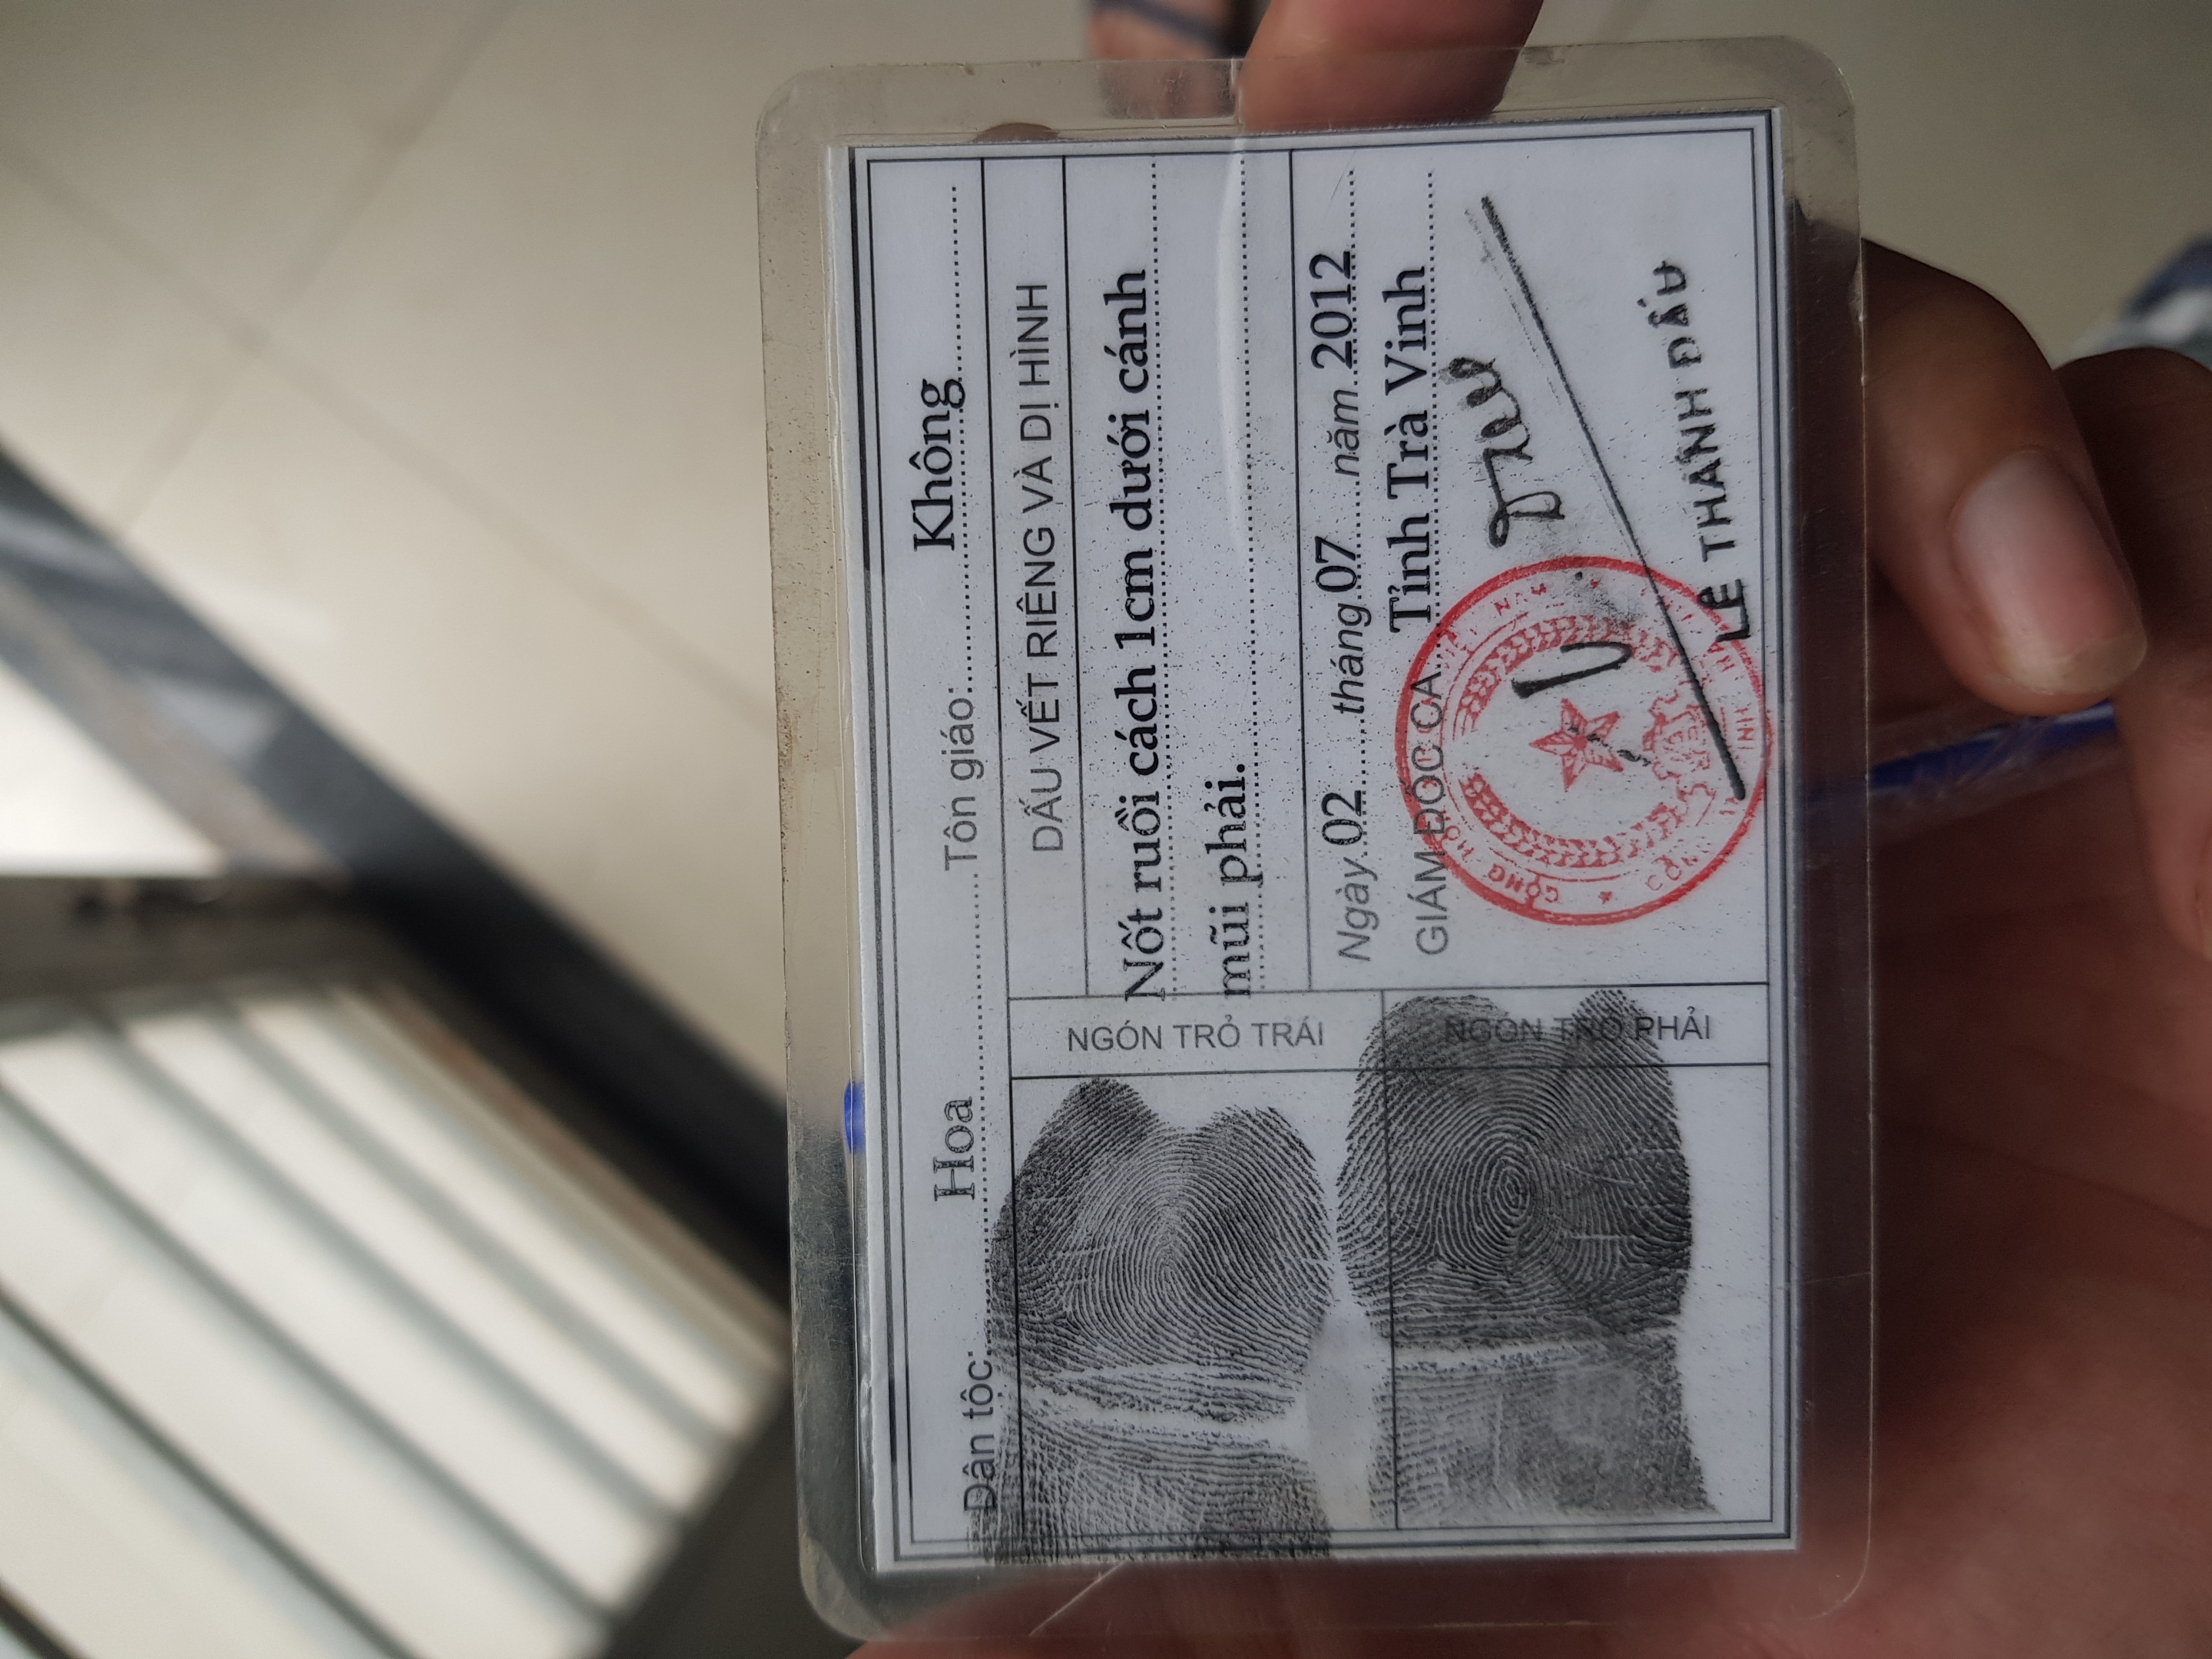 Dân tộc: Hoa Tôn giáo: Không
NGÓN TRỎ TRÁI
NGÓN TRỎ PHẢI
DẤU VẾT RIÊNG VÀ DỊ HÌNH
Nốt ruồi cách 1cm dưới cánh
mũi phải.
Ngày 02 tháng 07 năm 2012
GIÁM ĐỐC CA Tỉnh Trà Vinh
LÊ THÀNH DẤU